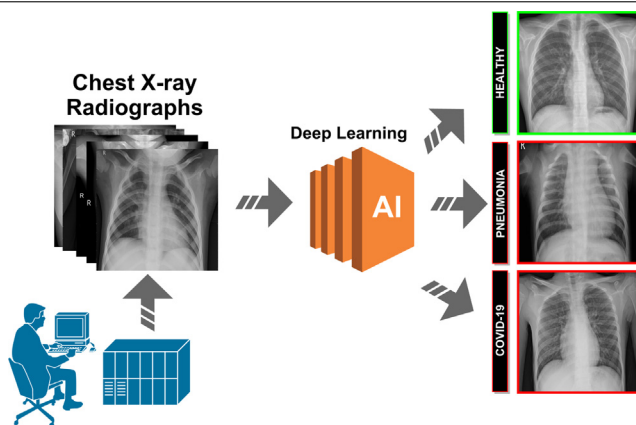 Chest X-ray
Radiographs
R
R
R
Deep Learning
AI
HEALTHY
PNEUMONIA
R
COVID-19